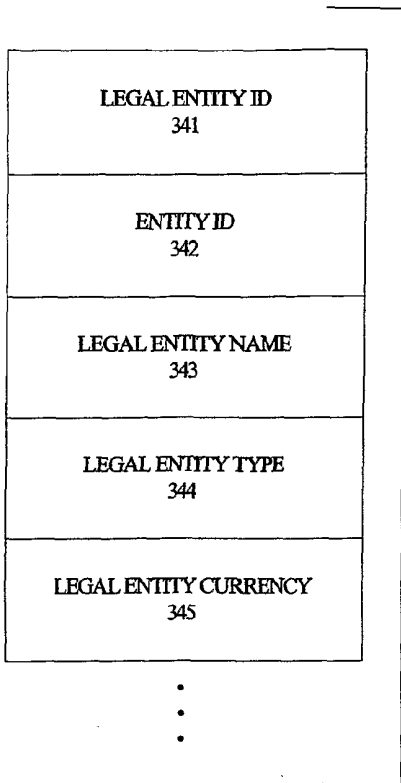 LEGAL ENTITY ID
341
ENTITY ID
342
LEGAL ENTITY NAME
343
LEGAL ENTITY TYPE
344
LEGAL ENTITY CURRENCY
345